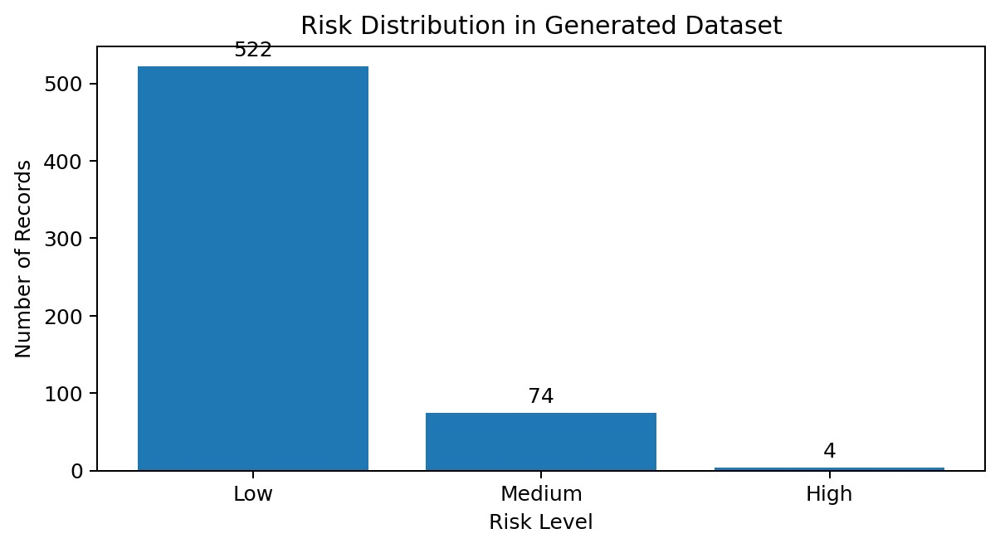 Risk Distribution in Generated Dataset
522
500
400
300
200
100
0
74
4
Number of Records
Low Medium High
Risk Level